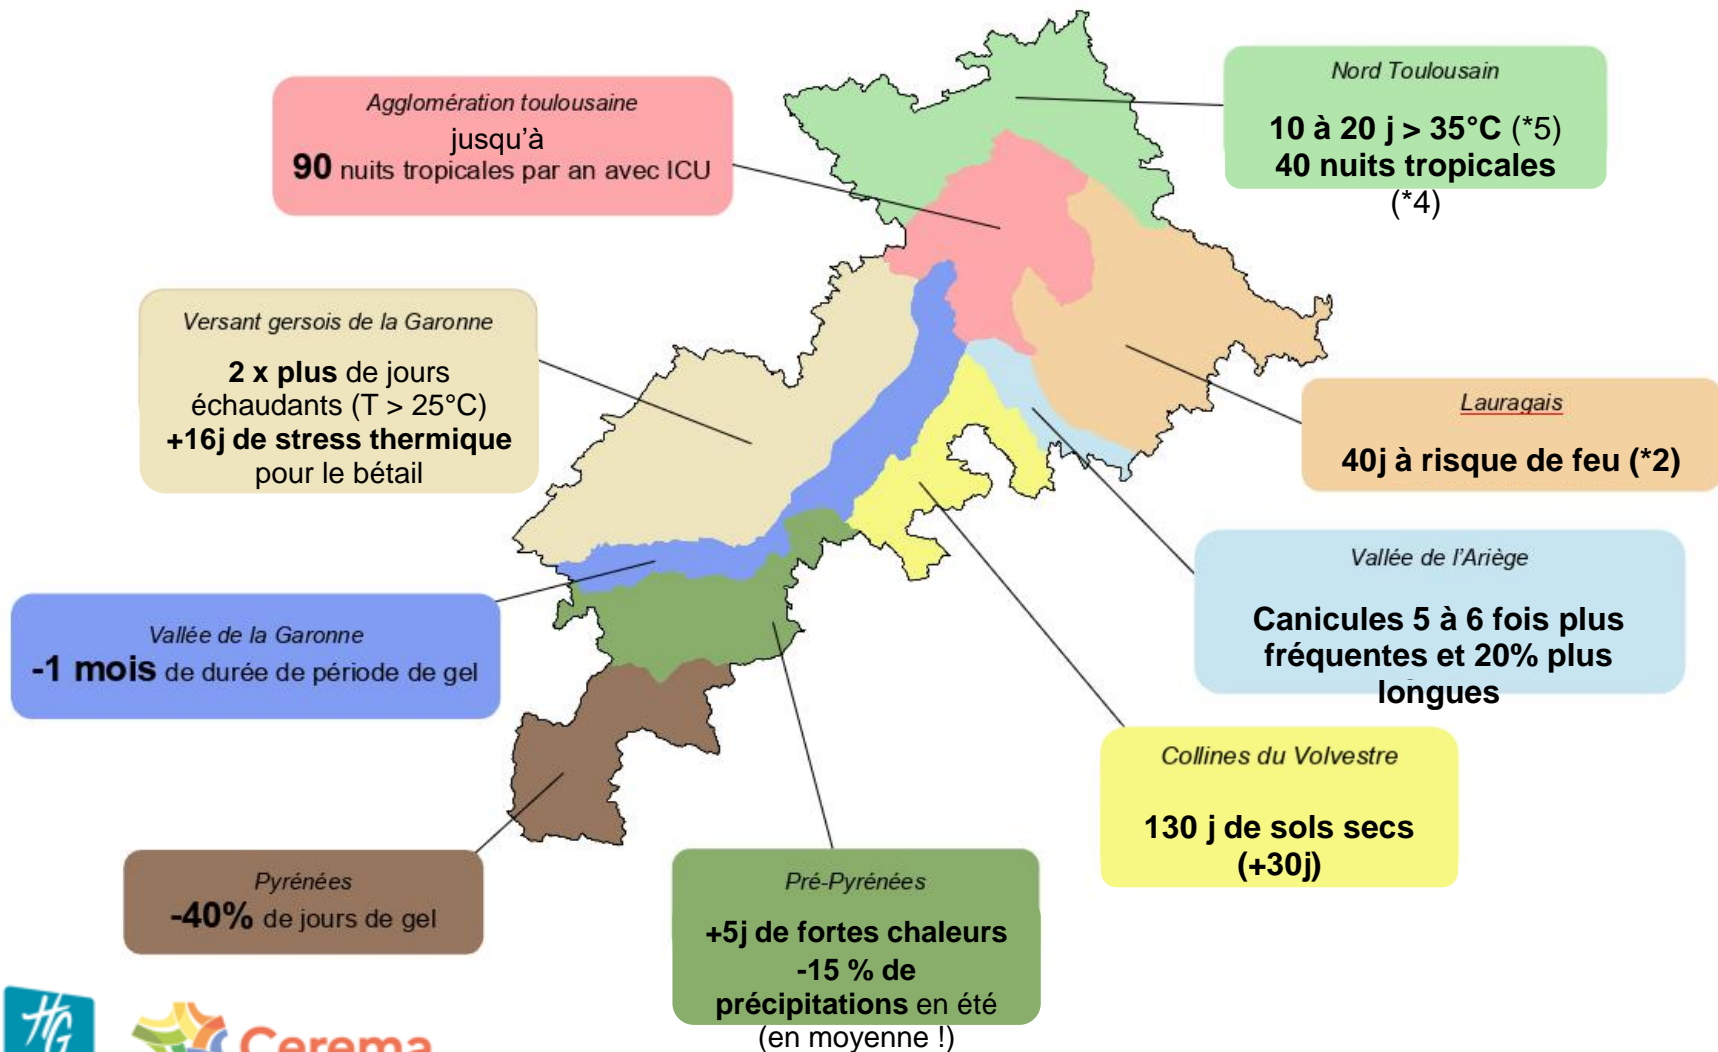 Agglomération toulousaine
jusqu'à
90 nuits tropicales par an avec ICU
Nord Toulousain
10 à 20 j > 35°C (*5)
40 nuits tropicales
(*4)
Versant gersois de la Garonne
2 x plus de jours
échaudants (T > 25°C)
+16j de stress thermique
pour le bétail
Lauragais
40j à risque de feu (*2)
Vallée de l'Ariège
Canicules 5 à 6 fois plus
fréquentes et 20% plus
longues
Vallée de la Garonne
-1 mois de durée de période de gel
Collines du Volvestre
130 j de sols secs
(+30j)
Pyrénées
-40% de jours de gel
Pré-Pyrénées
+5j de fortes chaleurs
-15 % de
précipitations en été
(en moyenne !)
HG
Cerema